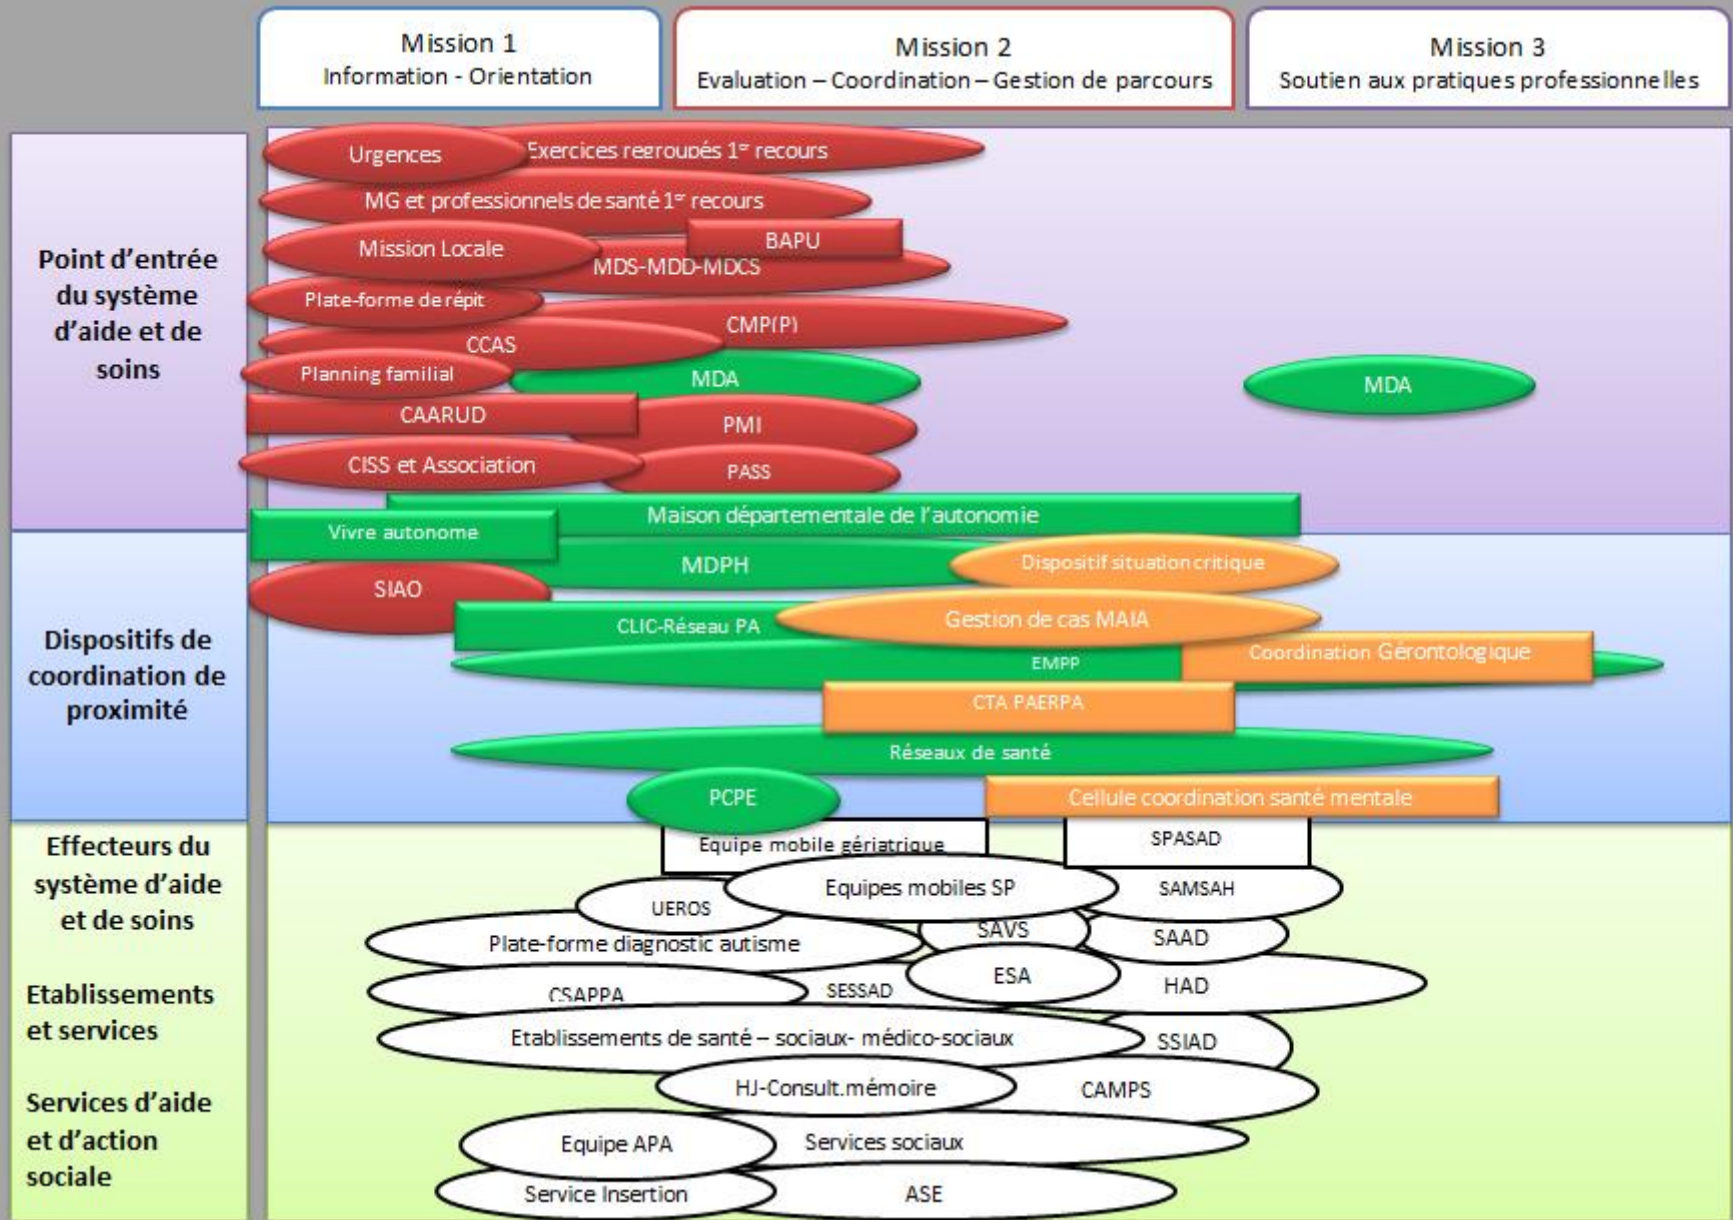 Mission 1
Information - Orientation
Mission 2
Evaluation – Coordination – Gestion de parcours
Mission 3
Soutien aux pratiques professionnelles
Point d'entrée
du système
d'aide et de
soins
Urgences
Exercices regroupés 1er recours
MG et professionnels de santé 1er recours
Mission Locale
BAPU
MDS-MDD-MDCS
Plate-forme de répit
CMP(P)
CCAS
Planning familial
MDA
MDA
CAARUD
PMI
CISS et Association
PASS
Maison départementale de l'autonomie
Vivre autonome
Dispositifs de
coordination de
proximité
MDPH
Dispositif situation critique
SIAO
CLIC-Réseau PA
Gestion de cas MAIA
EMPP
Coordination Gérontologique
CTA PAERPA
Réseaux de santé
PCPE
Cellule coordination santé mentale
Effecteurs du
système d'aide
et de soins
Etablissements
et services
Services d'aide
et d'action
sociale
Equipe mobile gériatrique
SPASAD
Equipes mobiles SP
SAMSAH
UEROS
Plate-forme diagnostic autisme
SAVS
SAAD
CSAPPA
SESSAD
ESA
HAD
Etablissements de santé – sociaux- médico-sociaux
SSIAD
HJ-Consult.mémoire
CAMPS
Equipe APA
Services sociaux
Service Insertion
ASE